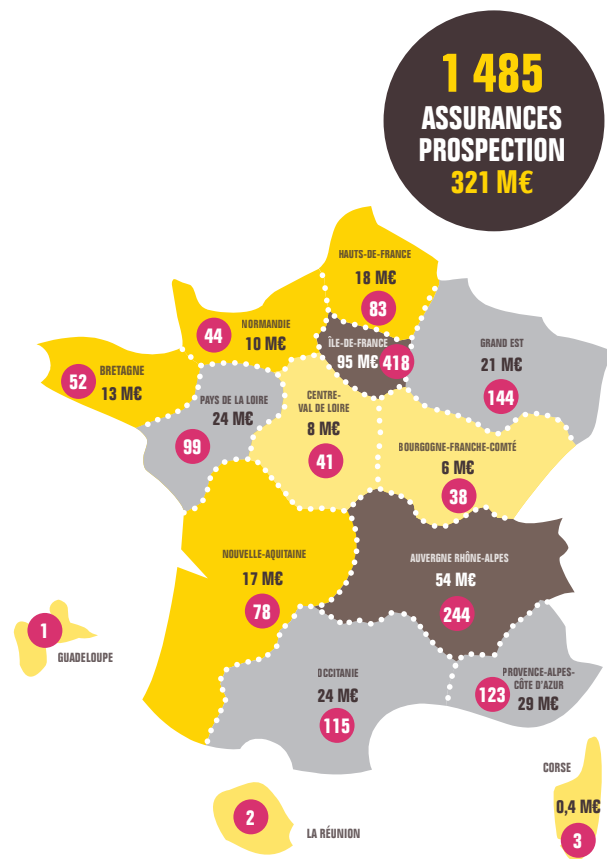 1 485
ASSURANCES
PROSPECTION
321 M€
HAUTS-DE-FRANCE
18 M€
83
NORMANDIE
44
10 M€
ÎLE-DE-FRANCE
95 M€ 418
GRAND EST
21 M€
144
BRETAGNE
52
13 M€
PAYS DE LA LOIRE
24 M€
99
CENTRE-
VAL DE LOIRE
8 M€
41
BOURGOGNE-FRANCHE-COMTÉ
6 M€
38
NOUVELLE-AQUITAINE
17 M€
78
AUVERGNE RHÔNE-ALPES
54 M€
244
1
GUADELOUPE
OCCITANIE
24 M€
115
PROVENCE-ALPES-
CÔTE D'AZUR
123
29 M€
CORSE
0,4 M€
3
2
LA RÉUNION